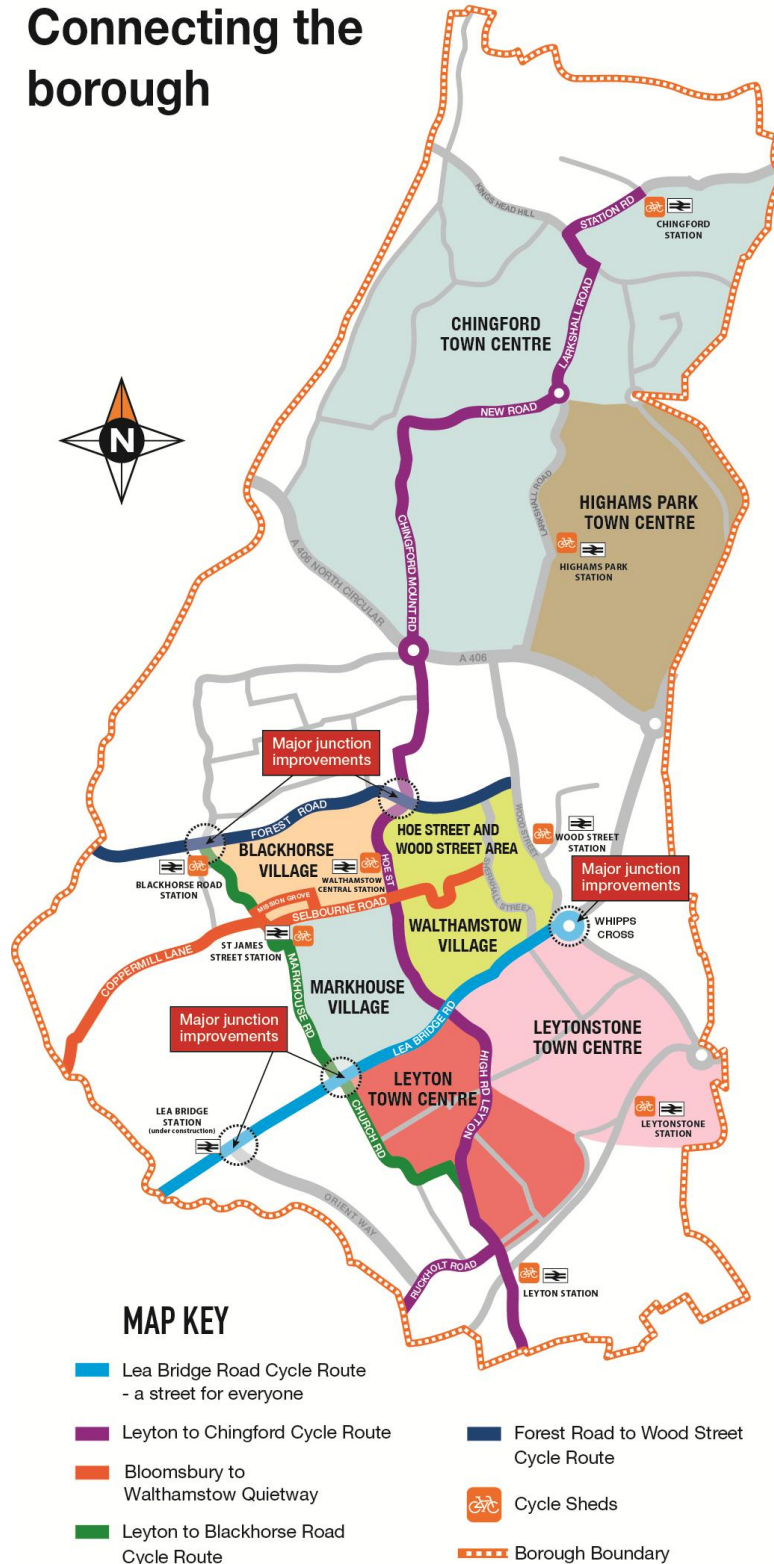 Connecting the
borough
KINGS HEAD HILL
STATION RD
CHINGFORD
STATION
CHINGFORD
TOWN CENTRE
LARKSHALL ROAD
N
NEW ROAD
LARKSHALL ROAD
HIGHAMS PARK
TOWN CENTRE
HIGHAMS PARK
STATION
CHINGFORD MOUNT RD
A 406 NORTH CIRCULAR
A 406
Major junction
improvements
FOREST ROAD
HOE STREET AND
WOOD STREET AREA
WOOD STREET
WOOD STREET
STATION
BLACKHORSE
VILLAGE
HOE ST
WALTHAMSTOW
CENTRAL STATION
SHERNHALL STREET
BLACKHORSE ROAD
STATION
Major junction
improvements
MISSION GROVE
SELBOURNE ROAD
WALTHAMSTOW
VILLAGE
WHIPPS
CROSS
ST JAMES
STREET STATION
COPPERMILL LANE
MARKHOUSE RD
MARKHOUSE
VILLAGE
Major junction
improvements
LEA BRIDGE RD
LEYTONSTONE
TOWN CENTRE
LEYTON
TOWN CENTRE
HIGH RD LEYTON
LEA BRIDGE
STATION
(under construction)
CHURCH RD
LEYTONSTONE
STATION
ORIENT WAY
RUCKHOLT ROAD
LEYTON STATION
MAP KEY
Lea Bridge Road Cycle Route
- a street for everyone
Leyton to Chingford Cycle Route
Bloomsbury to
Walthamstow Quietway
Leyton to Blackhorse Road
Cycle Route
Forest Road to Wood Street
Cycle Route
Cycle Sheds
Borough Boundary